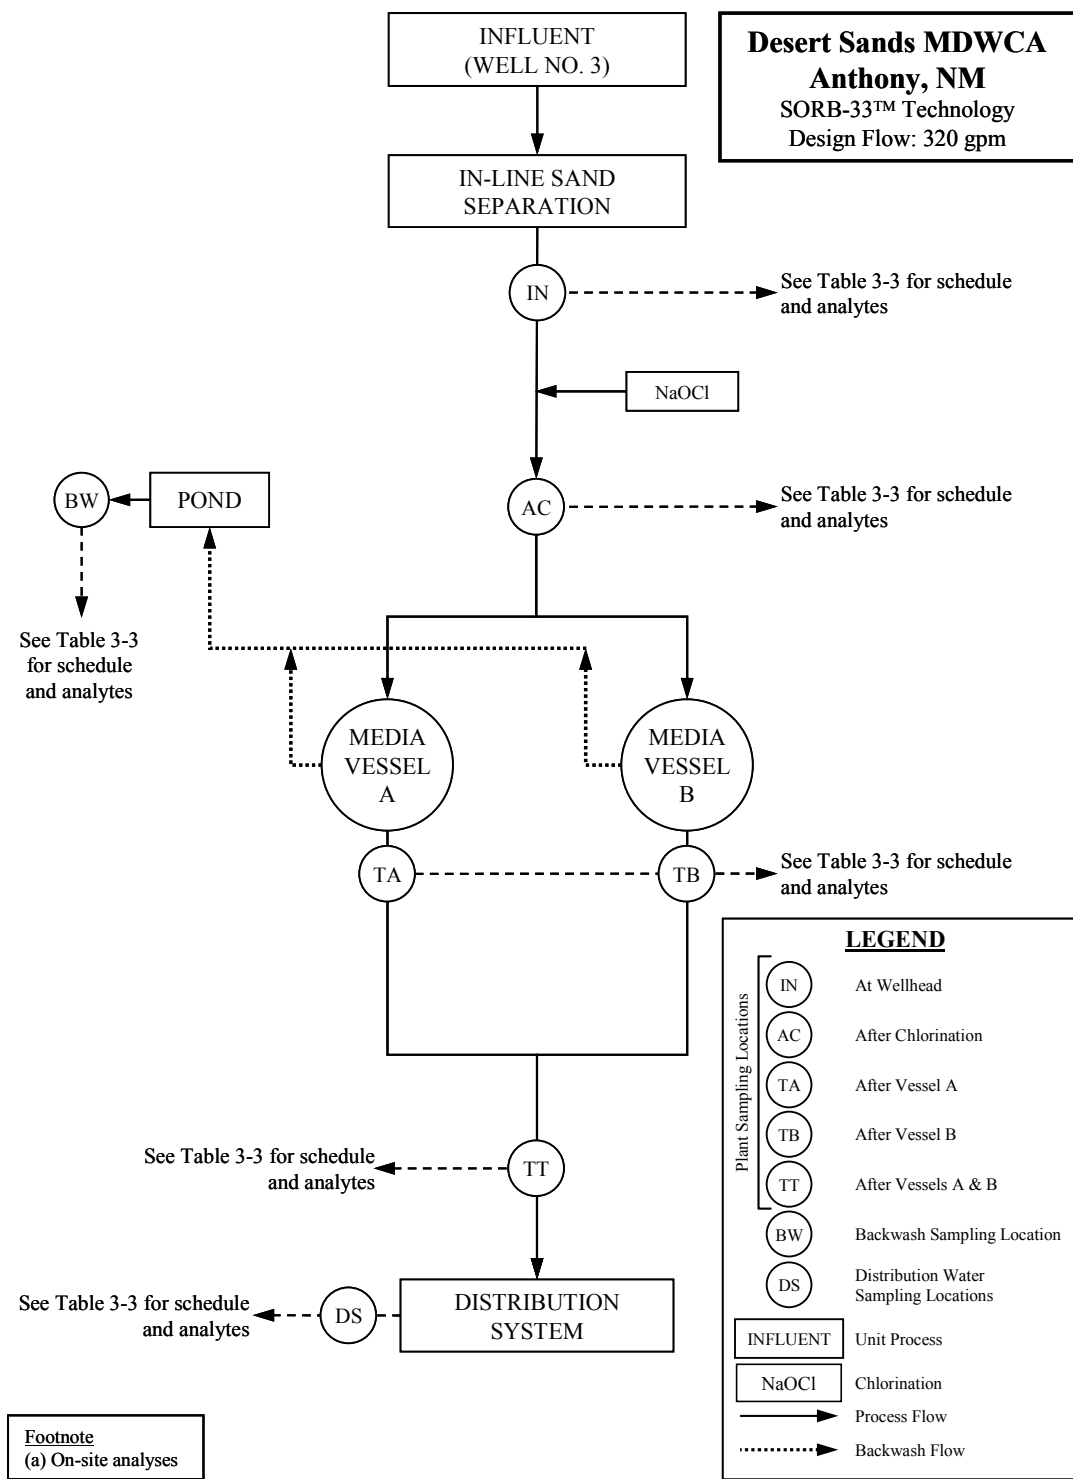 INFLUENT
(WELL NO. 3)
Desert Sands MDWCA
Anthony, NM
SORB-33™ Technology
Design Flow: 320 gpm
IN-LINE SAND
SEPARATION
IN
See Table 3-3 for schedule
and analytes
NaOCl
BW
POND
AC
See Table 3-3 for schedule
and analytes
See Table 3-3
for schedule
and analytes
MEDIA
VESSEL
A
MEDIA
VESSEL
B
TA
TB
See Table 3-3 for schedule
and analytes
See Table 3-3 for schedule
and analytes
TT
See Table 3-3 for schedule
and analytes
DS
DISTRIBUTION
SYSTEM
LEGEND
Plant Sampling Locations
IN At Wellhead
AC After Chlorination
TA After Vessel A
TB After Vessel B
TT After Vessels A & B
BW Backwash Sampling Location
DS Distribution Water
Sampling Locations
INFLUENT Unit Process
NaOCl Chlorination
Process Flow
Backwash Flow
Footnote
(a) On-site analyses